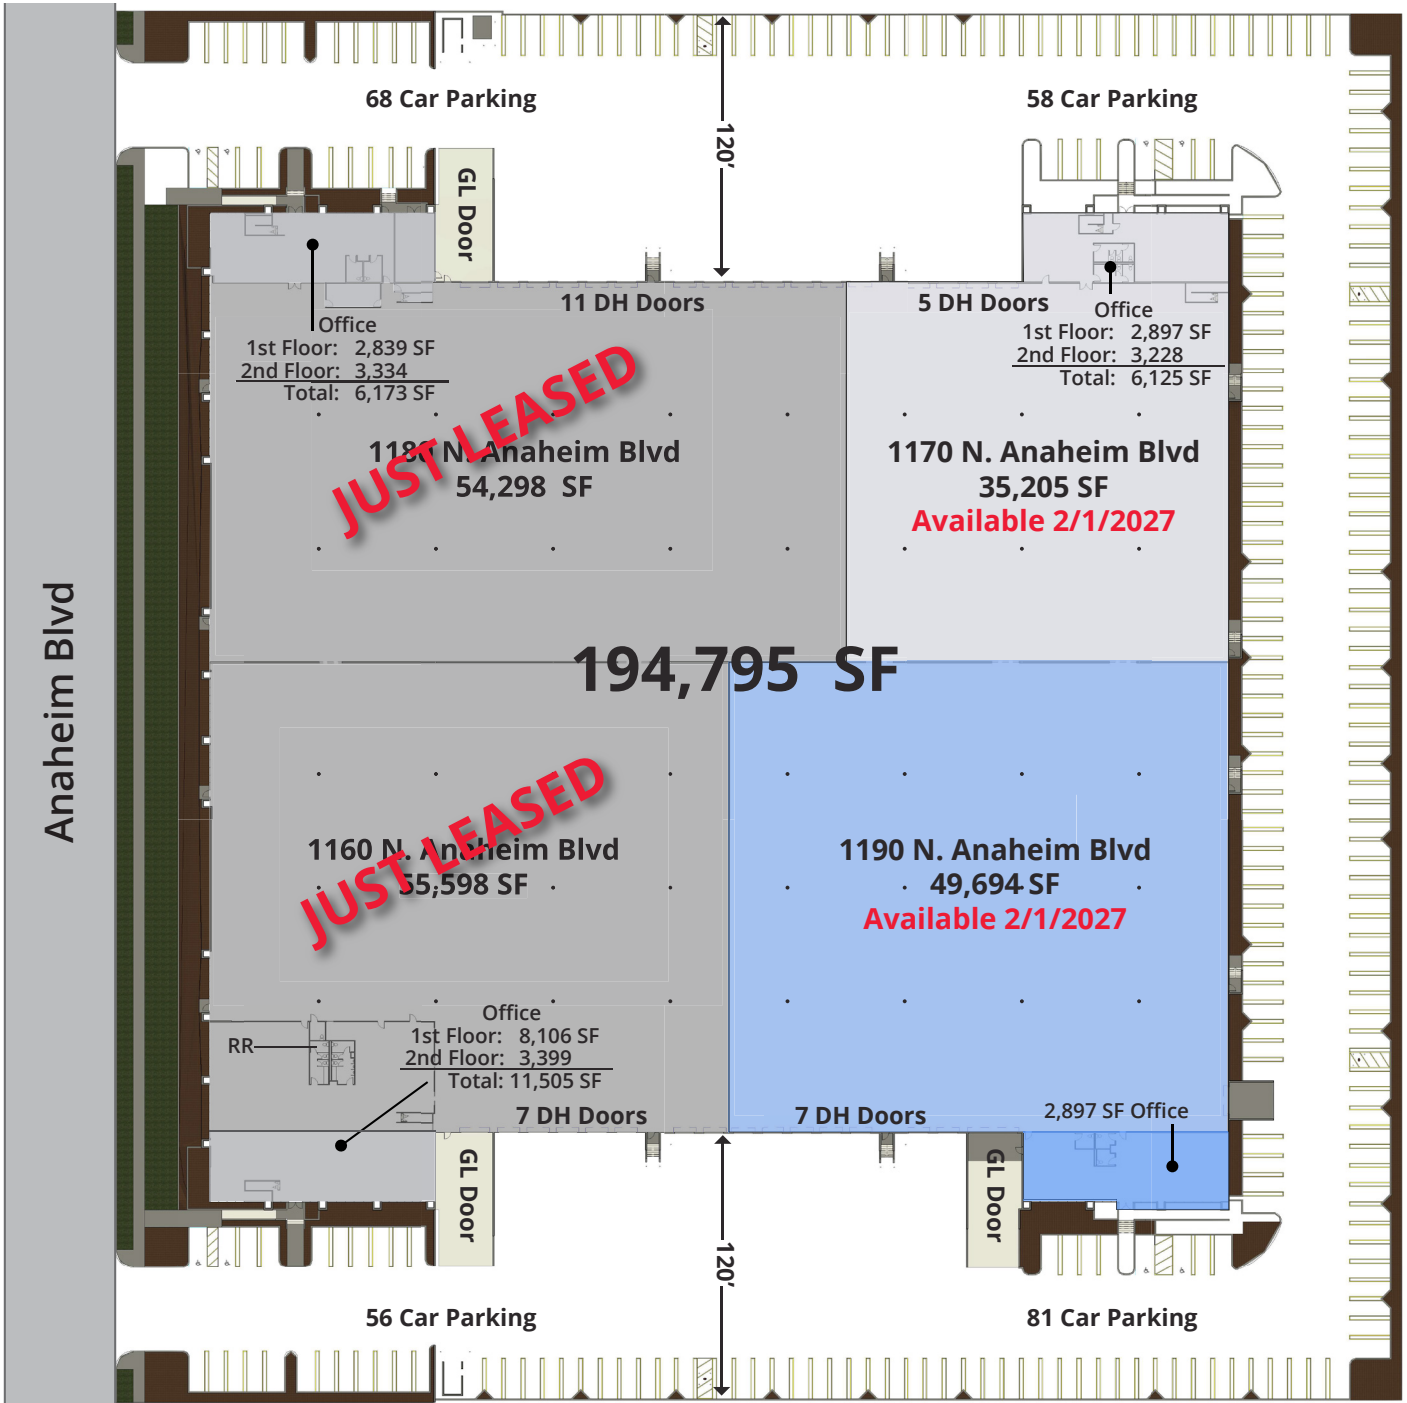 68 Car Parking
58 Car Parking
120'
GL Door
11 DH Doors
5 DH Doors
Office
1st Floor: 2,839 SF
2nd Floor: 3,334
Total: 6,173 SF
Office
1st Floor: 2,897 SF
2nd Floor: 3,228
Total: 6,125 SF
JUST LEASED
1180 N. Anaheim Blvd
54,298 SF
1170 N. Anaheim Blvd
35,205 SF
Available 2/1/2027
Anaheim Blvd
194,795 SF
JUST LEASED
1160 N. Anaheim Blvd
55,598 SF
1190 N. Anaheim Blvd
49,694 SF
Available 2/1/2027
Office
1st Floor: 8,106 SF
2nd Floor: 3,399
Total: 11,505 SF
RR
7 DH Doors
7 DH Doors
2,897 SF Office
GL Door
GL Door
120'
56 Car Parking
81 Car Parking